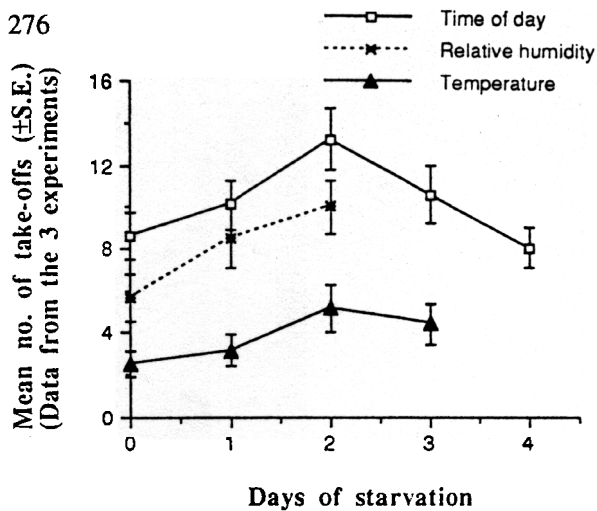 276
Time of day
Relative humidity
Temperature
Mean no. of take-offs (±S.E.)
(Data from the 3 experiments)
16
12
8
4
0
0 1 2 3 4
Days of starvation